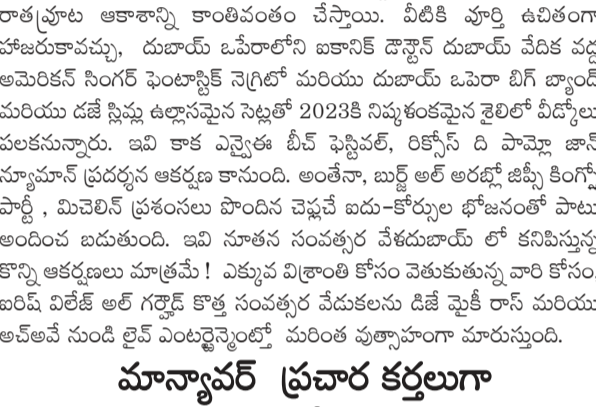 రాత్రిపూట ఆకాశాన్ని కాంతివంతం చేస్తాయి. వీటికి వూర్తి ఉచితంగా
హాజరుకావచ్చు, దుబాయ్ ఒపేరాలోని ఐకానిక్ డౌన్టౌన్ దుబాయ్ వేదిక వద్ద
అమెరికన్ సింగర్ ఫెంటాస్టిక్ నెగ్రిటో మరియు దుబాయ్ ఒపెరా బిగ్ బ్యాండ్
మరియు డజే స్లిమ్ల ఉల్లాసమైన సెట్లతో 2023కి నిష్కళంకమైన శైలిలో వీడ్కోలు
పలకనున్నారు. ఇవి కాక ఎన్వైఈ బీచ్ ఫెస్టివల్, రిక్సోస్ ది పామ్లో జాన్
న్యూమాన్ ప్రదర్శన ఆకర్షణ కానుంది. అంతేనా, బుర్జ్ అల్ అరబ్లో జిప్సీ కింగ్షో
పార్టీ , మిచెలిన్ ప్రశంసలు పొందిన చెఫ్లచే ఐదు-కోర్సుల భోజనంతో పాటు
అందించ బడుతుంది. ఇవి నూతన సంవత్సర వేళదుబాయ్ లో కనిపిస్తున్న
కొన్ని ఆకర్షణలు మాత్రమే ! ఎక్కువ విశ్రాంతి కోసం వెతుకుతున్న వారి కోసం,
ఐరిష్ విలేజ్ అల్ గర్హౌడ్ కొత్త సంవత్సర వేడుకలను డిజే మైకీ రాస్ మరియు
అచ్అవే నుండి లైవ్ ఎంటర్టైన్మెంట్తో మరింత వుత్సాహంగా మారుస్తుంది.
మాన్యావర్ ప్రచార కర్తలుగా